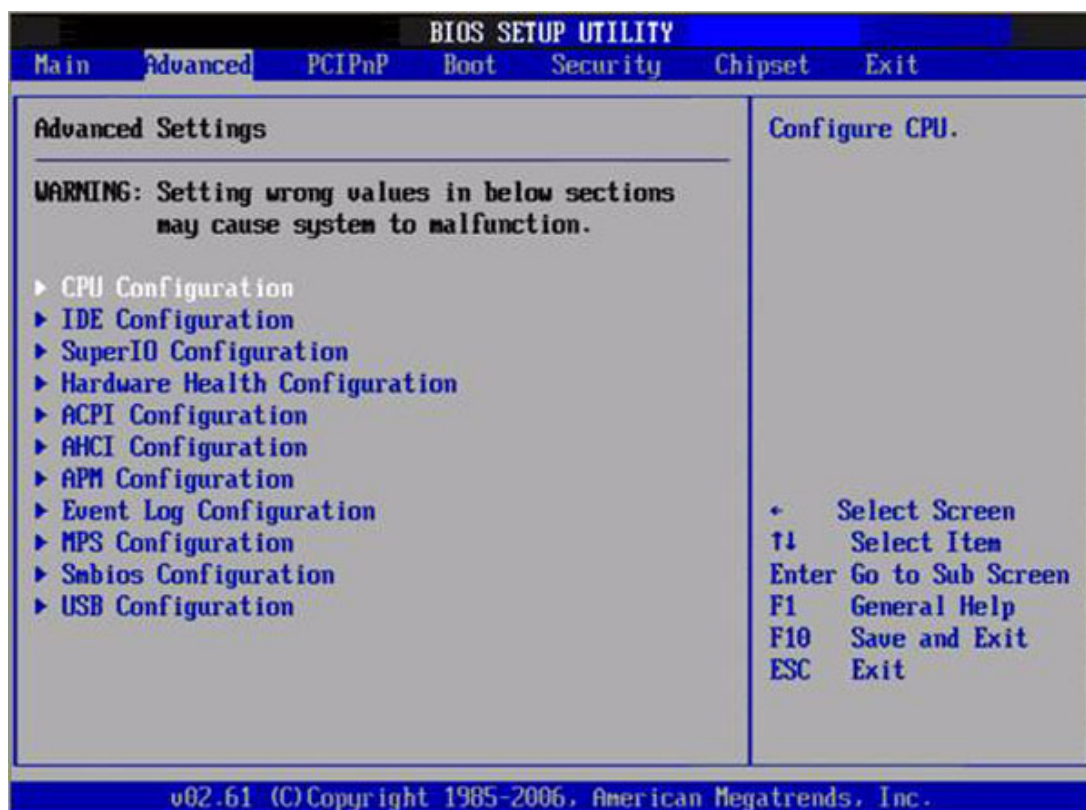 BIOS SETUP UTILITY
Main Advanced PCIPnP Boot Security Chipset Exit
Advanced Settings
WARNING: Setting wrong values in below sections
may cause system to malfunction.
▶ CPU Configuration
▶ IDE Configuration
▶ SuperIO Configuration
▶ Hardware Health Configuration
▶ ACPI Configuration
▶ AHCI Configuration
▶ APM Configuration
▶ Event Log Configuration
▶ MPS Configuration
▶ Smbios Configuration
▶ USB Configuration
Configure CPU.
← Select Screen
↑↓ Select Item
Enter Go to Sub Screen
F1 General Help
F10 Save and Exit
ESC Exit
v02.61 (C)Copyright 1985-2006, American Megatrends, Inc.